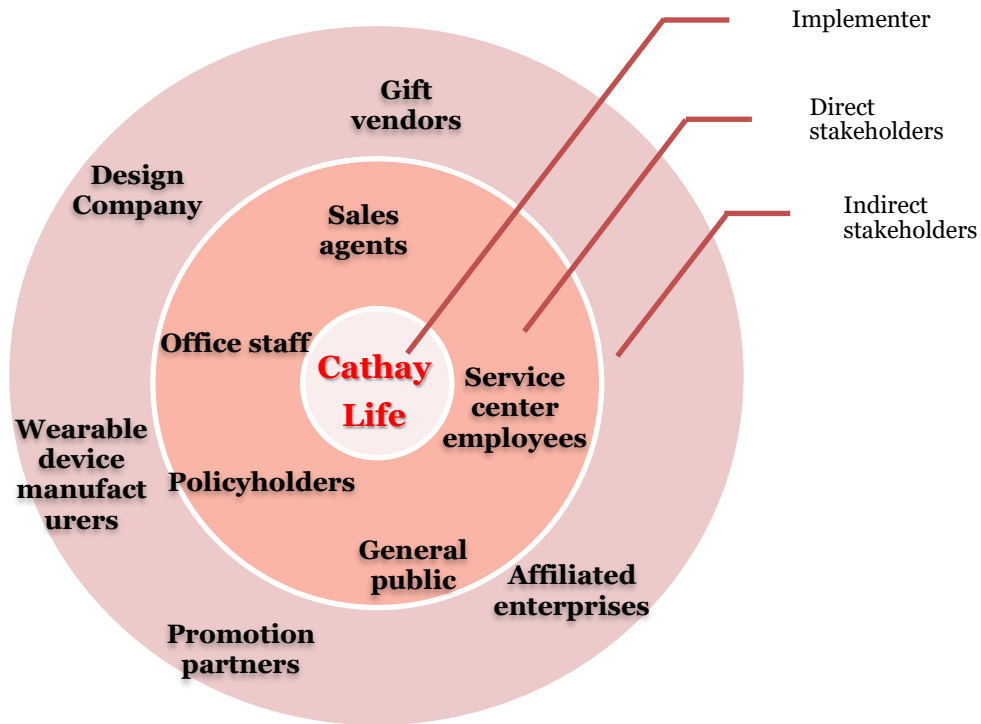 Implementer
Gift
vendors
Direct
stakeholders
Design
Company
Indirect
stakeholders
Sales
agents
Office staff
Cathay
Life
Service
center
employees
Wearable
device
manufact
urers
Policyholders
General
public
Affiliated
enterprises
Promotion
partners